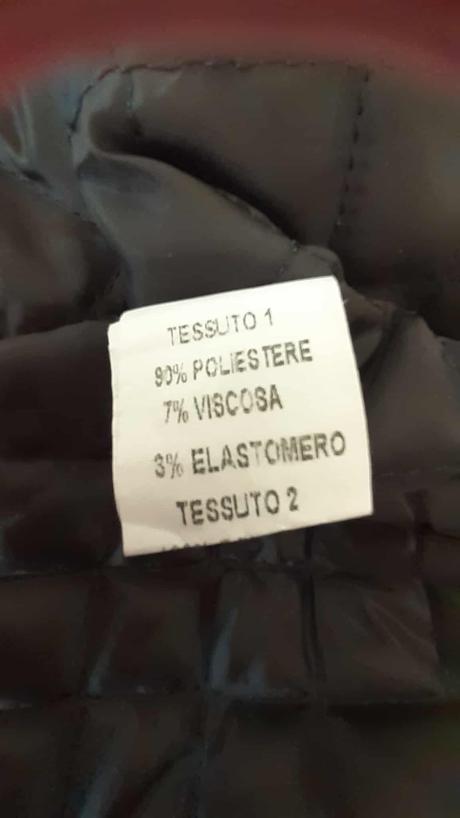 TESSUTO 1
90% POLIESTERE
7% VISCOSA
3% ELASTOMERO
TESSUTO 2